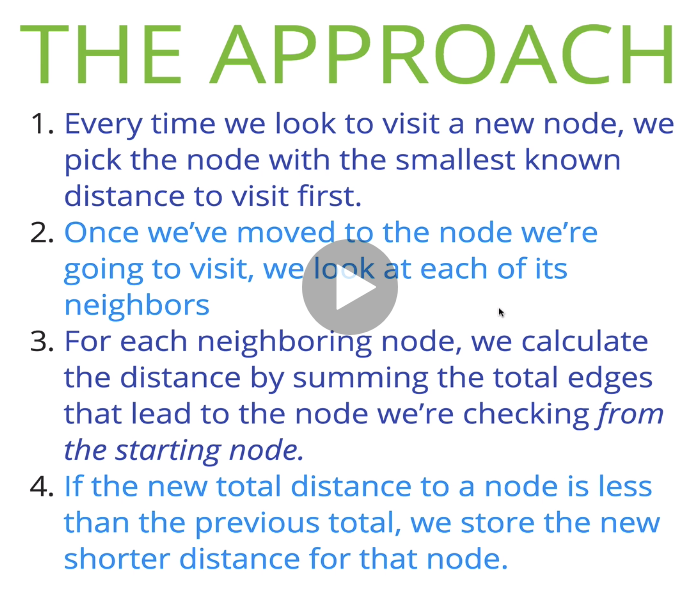 THE APPROACH
1. Every time we look to visit a new node, we
pick the node with the smallest known
distance to visit first.
2. Once we’ve moved to the node we’re
going to visit, we look at each of its
neighbors
3. For each neighboring node, we calculate
the distance by summing the total edges
that lead to the node we’re checking from
the starting node.
4. If the new total distance to a node is less
than the previous total, we store the new
shorter distance for that node.